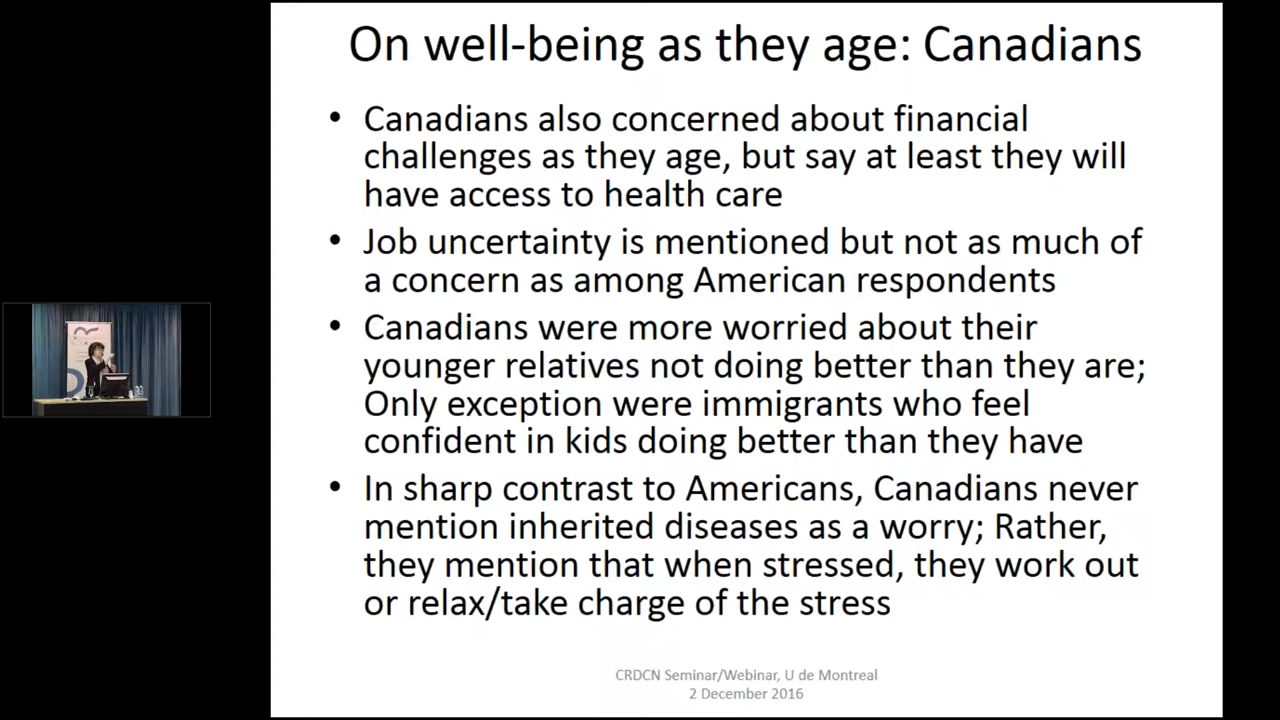 On well-being as they age: Canadians
• Canadians also concerned about financial
challenges as they age, but say at least they will
have access to health care
• Job uncertainty is mentioned but not as much of
a concern as among American respondents
• Canadians were more worried about their
younger relatives not doing better than they are;
Only exception were immigrants who feel
confident in kids doing better than they have
• In sharp contrast to Americans, Canadians never
mention inherited diseases as a worry; Rather,
they mention that when stressed, they work out
or relax/take charge of the stress
CRDCN Seminar/Webinar, U de Montreal
2 December 2016